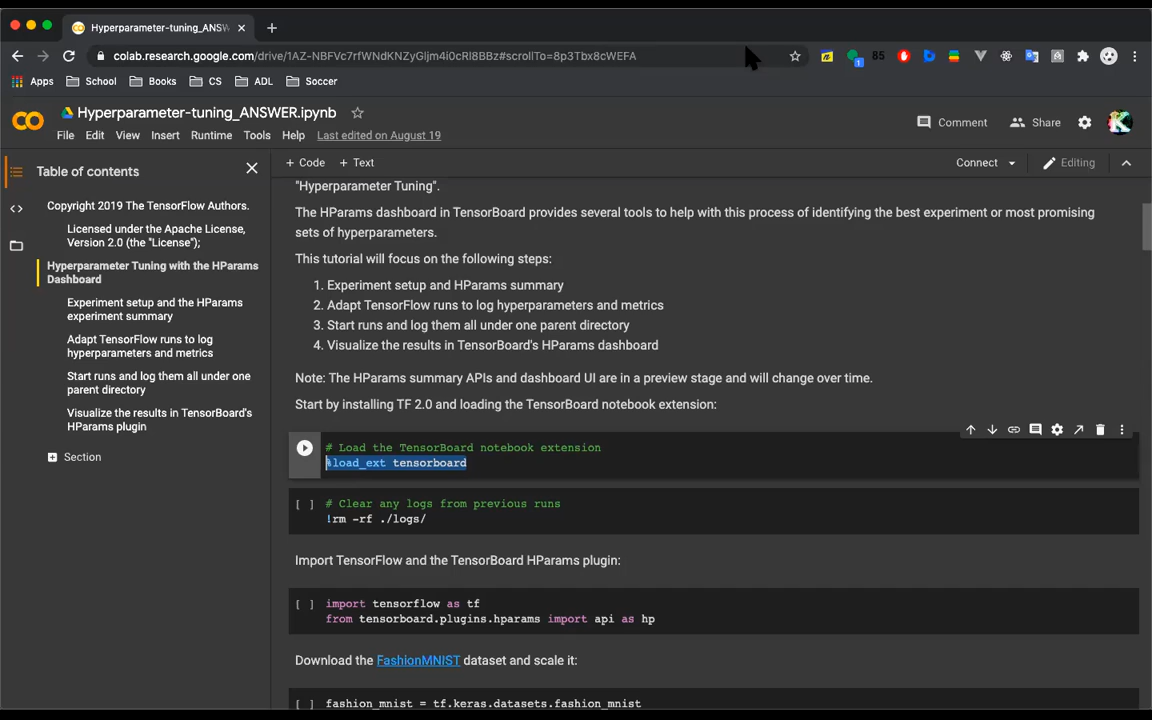 Hyperparameter-tuning_ANSW
colab.research.google.com/drive/1AZ-NBFVc7rfWNdKNZyGljm4i0cRl8BBz#scrollTo=8p3Tbx8cWEFA
85
Apps School Books CS ADL Soccer
Hyperparameter-tuning_ANSWER.ipynb
File Edit View Insert Runtime Tools Help Last edited on August 19
Comment Share
+ Code + Text
Connect Editing
Table of contents
Copyright 2019 The TensorFlow Authors.
Licensed under the Apache License,
Version 2.0 (the "License");
Hyperparameter Tuning with the HParams
Dashboard
Experiment setup and the HParams
experiment summary
Adapt TensorFlow runs to log
hyperparameters and metrics
Start runs and log them all under one
parent directory
Visualize the results in TensorBoard's
HParams plugin
Section
"Hyperparameter Tuning".
The HParams dashboard in TensorBoard provides several tools to help with this process of identifying the best experiment or most promising
sets of hyperparameters.
This tutorial will focus on the following steps:
1. Experiment setup and HParams summary
2. Adapt TensorFlow runs to log hyperparameters and metrics
3. Start runs and log them all under one parent directory
4. Visualize the results in TensorBoard's HParams dashboard
Note: The HParams summary APIs and dashboard UI are in a preview stage and will change over time.
Start by installing TF 2.0 and loading the TensorBoard notebook extension:
# Load the TensorBoard notebook extension
%load_ext tensorboard
[ ] # Clear any logs from previous runs
!rm -rf ./logs/
Import TensorFlow and the TensorBoard HParams plugin:
[ ] import tensorflow as tf
from tensorboard.plugins.hparams import api as hp
Download the FashionMNIST dataset and scale it:
[ ] fashion_mnist = tf.keras.datasets.fashion_mnist